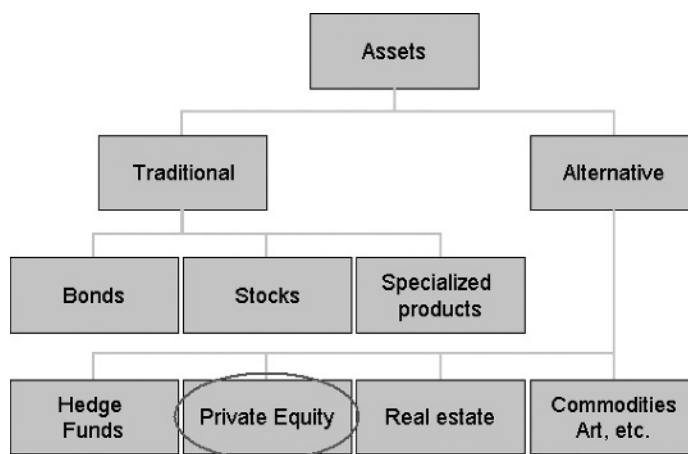 Assets
Traditional
Alternative
Bonds
Stocks
Specialized
products
Hedge
Funds
Private Equity
Real estate
Commodities
Art, etc.